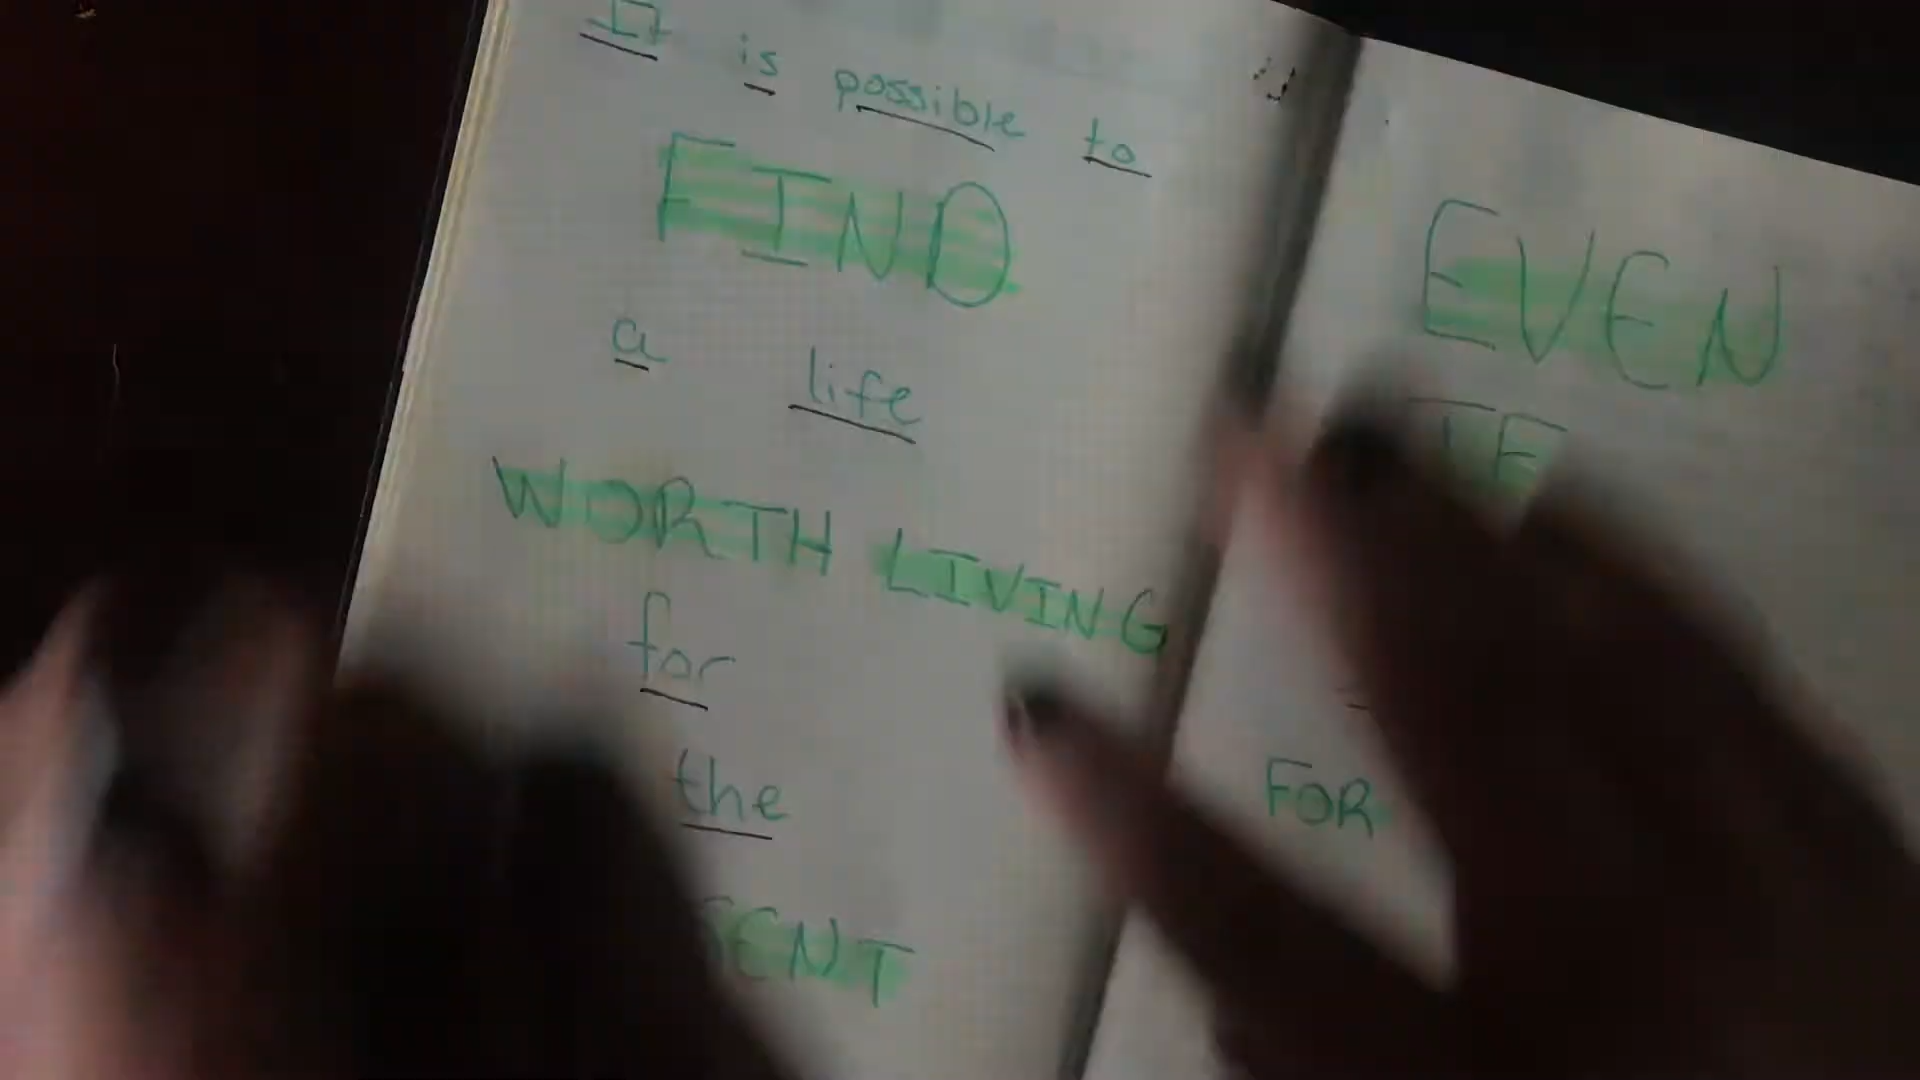 It is possible to
FIND
a life
WORTH LIVING
for
the
EVEN
FOR